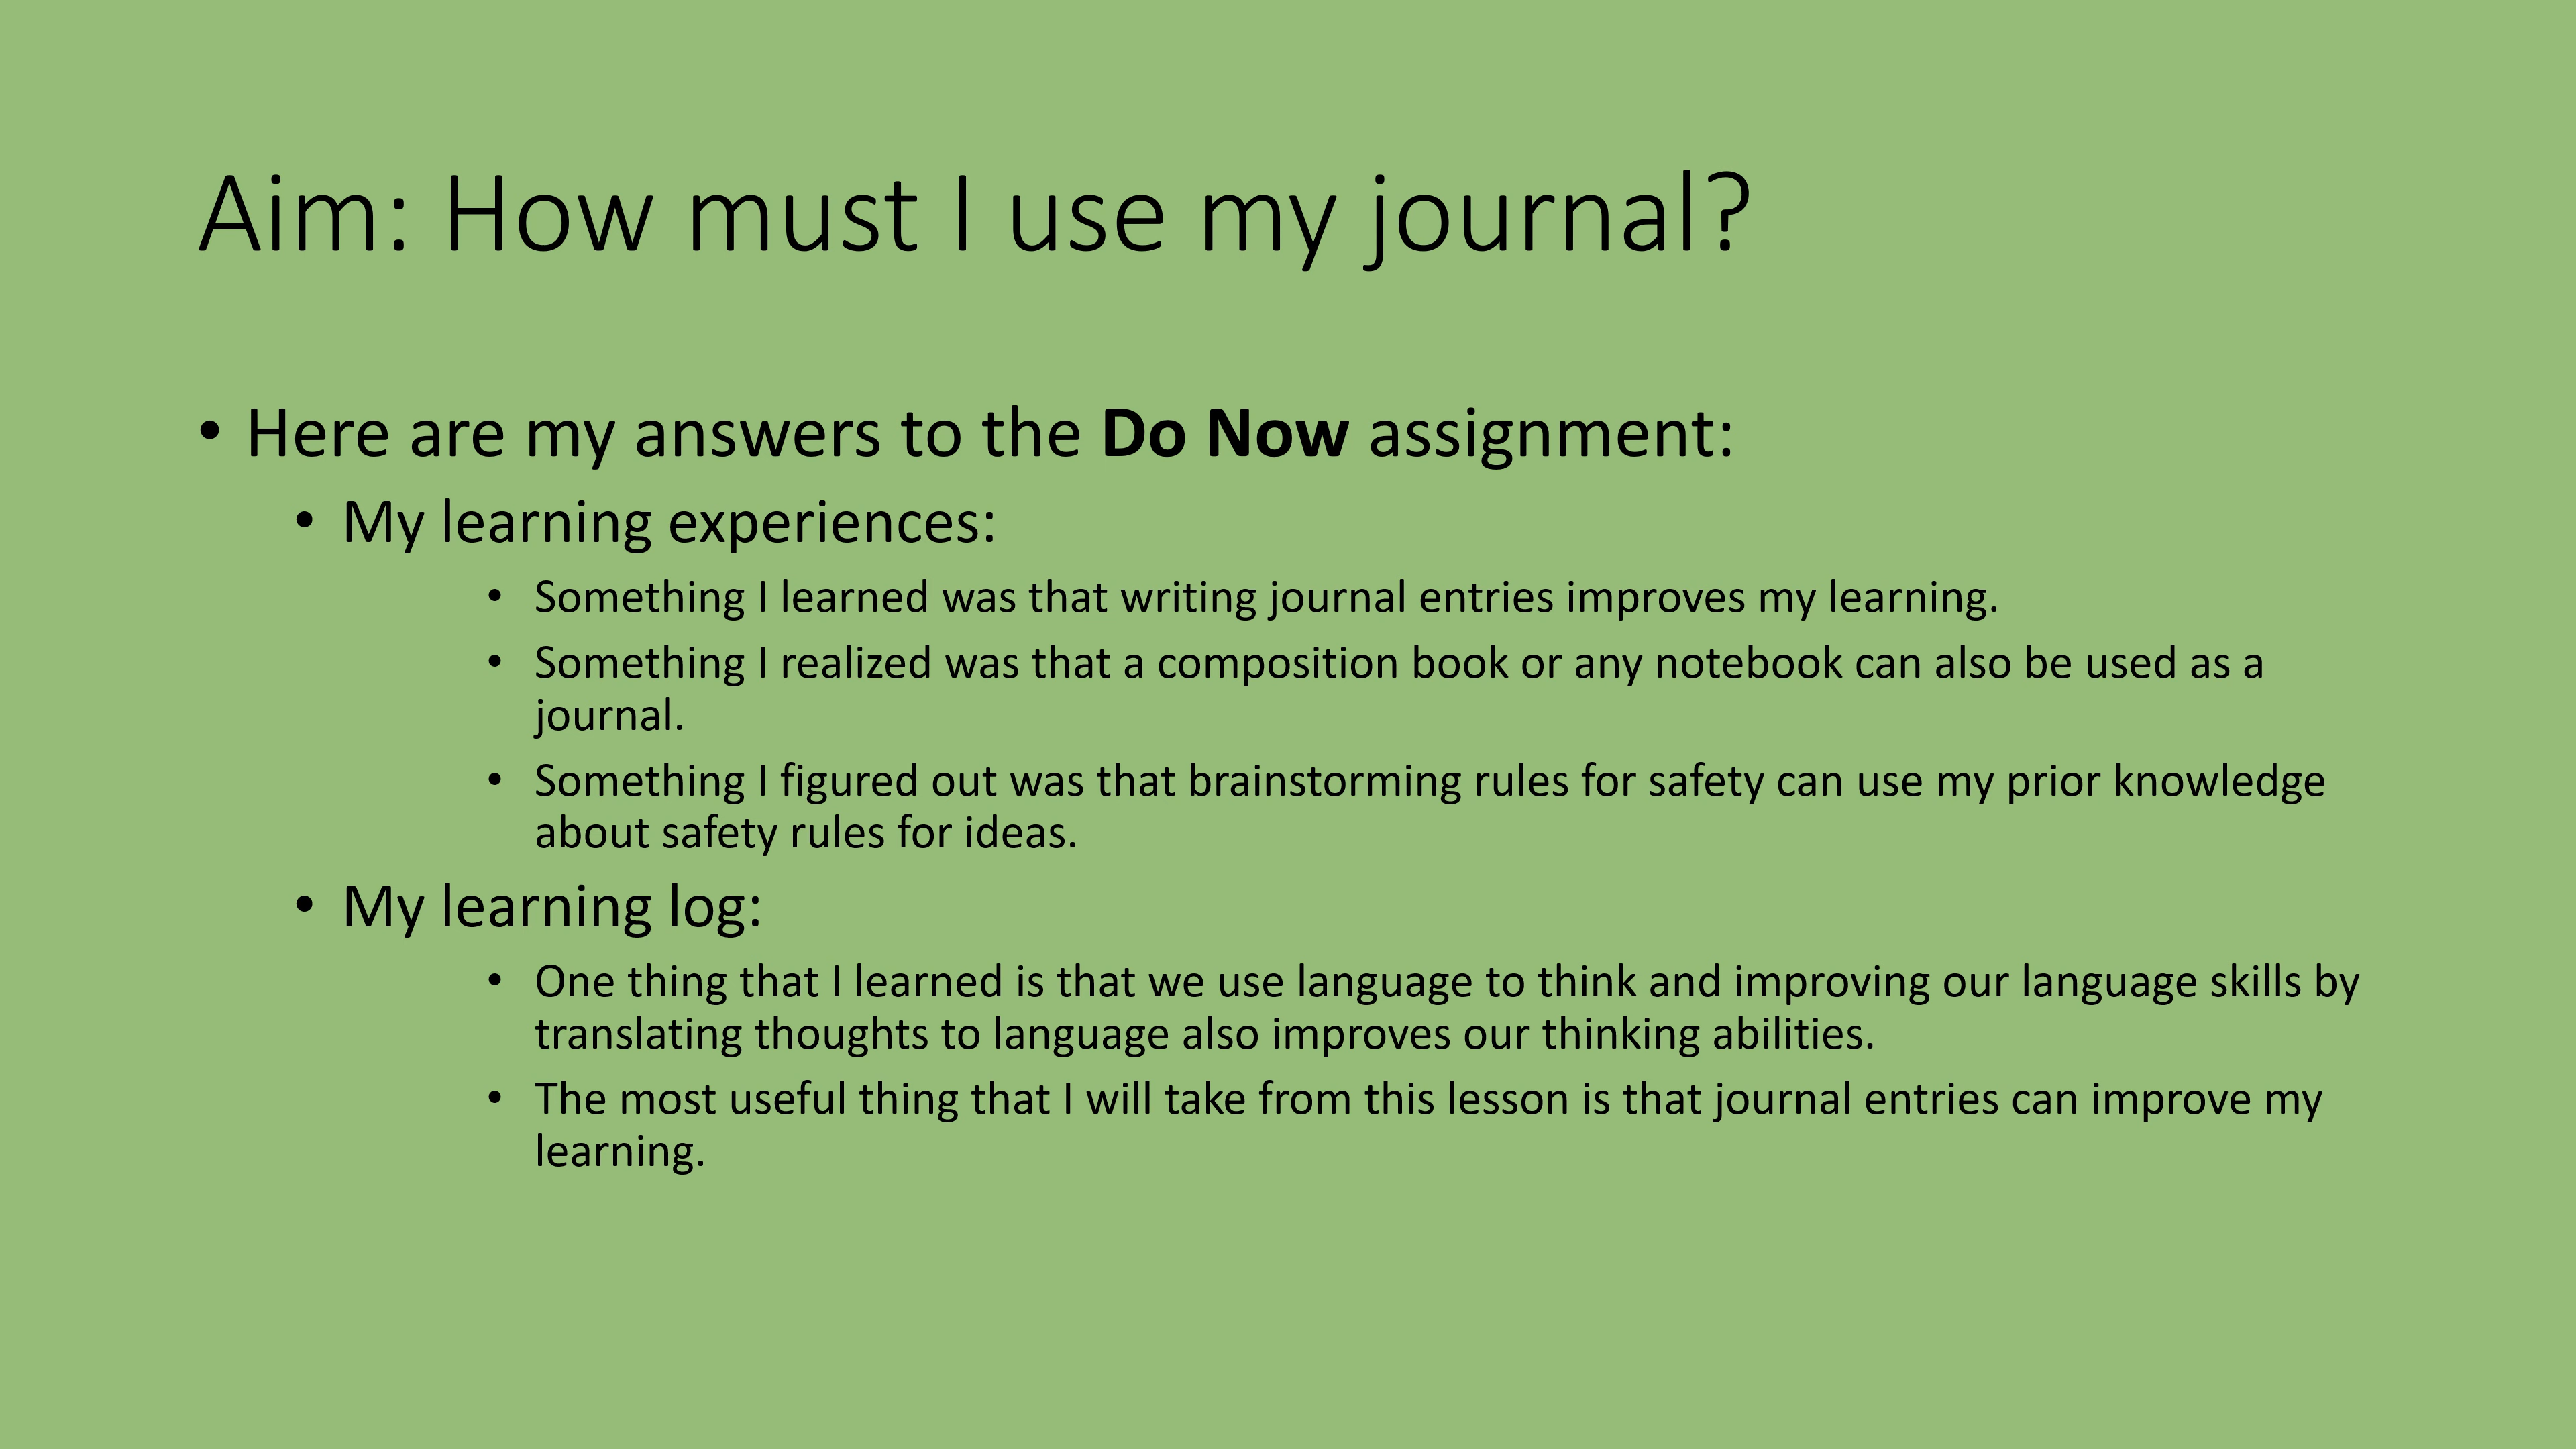 Aim: How must I use my journal?
• Here are my answers to the Do Now assignment:
• My learning experiences:
• Something I learned was that writing journal entries improves my learning.
• Something I realized was that a composition book or any notebook can also be used as a
journal.
• Something I figured out was that brainstorming rules for safety can use my prior knowledge
about safety rules for ideas.
• My learning log:
• One thing that I learned is that we use language to think and improving our language skills by
translating thoughts to language also improves our thinking abilities.
• The most useful thing that I will take from this lesson is that journal entries can improve my
learning.